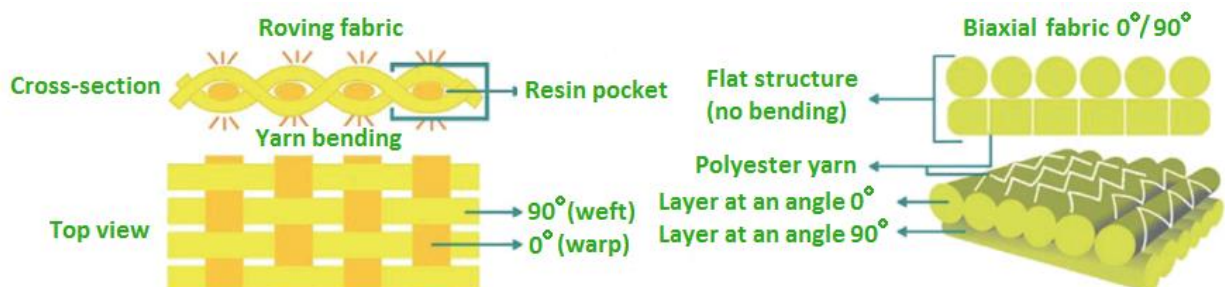 Roving fabric
Cross-section
Resin pocket
Yarn bending
Top view
90° (weft)
0° (warp)
Biaxial fabric 0°/90°
Flat structure
(no bending)
Polyester yarn
Layer at an angle 0°
Layer at an angle 90°